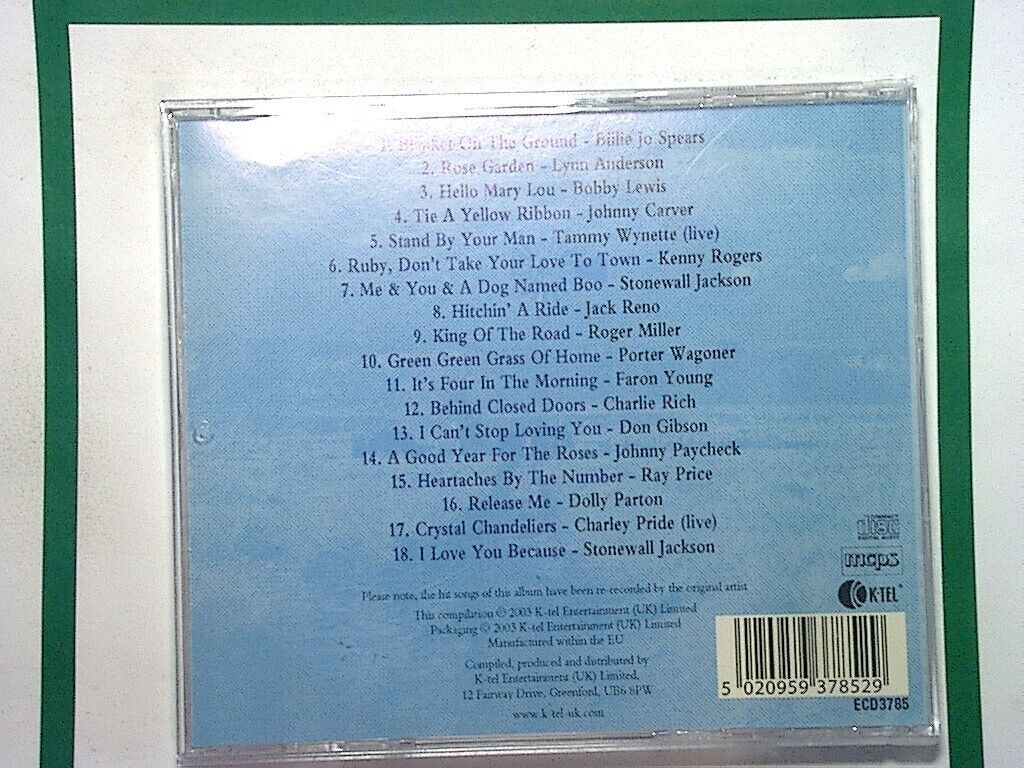 1. Blanket On The Ground - Billie Jo Spears
2. Rose Garden - Lynn Anderson
3. Hello Mary Lou - Bobby Lewis
4. Tie A Yellow Ribbon - Johnny Carver
5. Stand By Your Man - Tammy Wynette (live)
6. Ruby, Don't Take Your Love To Town - Kenny Rogers
7. Me & You & A Dog Named Boo - Stonewall Jackson
8. Hitchin' A Ride - Jack Reno
9. King Of The Road - Roger Miller
10. Green Green Grass Of Home - Porter Wagoner
11. It's Four In The Morning - Faron Young
12. Behind Closed Doors - Charlie Rich
13. I Can't Stop Loving You - Don Gibson
14. A Good Year For The Roses - Johnny Paycheck
15. Heartaches By The Number - Ray Price
16. Release Me - Dolly Parton
17. Crystal Chandeliers - Charley Pride (live)
18. I Love You Because - Stonewall Jackson
Please note, the hit songs of this album have been re-recorded by the original artist
This compilation © 2003 K-tel Entertainment (UK) Limited
Packaging © 2003 K-tel Entertainment (UK) Limited
Manufactured within the EU
Compiled, produced and distributed by
K-tel Entertainment (UK) Limited,
12 Fairway Drive, Greenford, UB6 8PW
www.k-tel-uk.com
COMPACT
disc
DIGITAL AUDIO
mcps
K-TEL
5 020959 378529
ECD3785